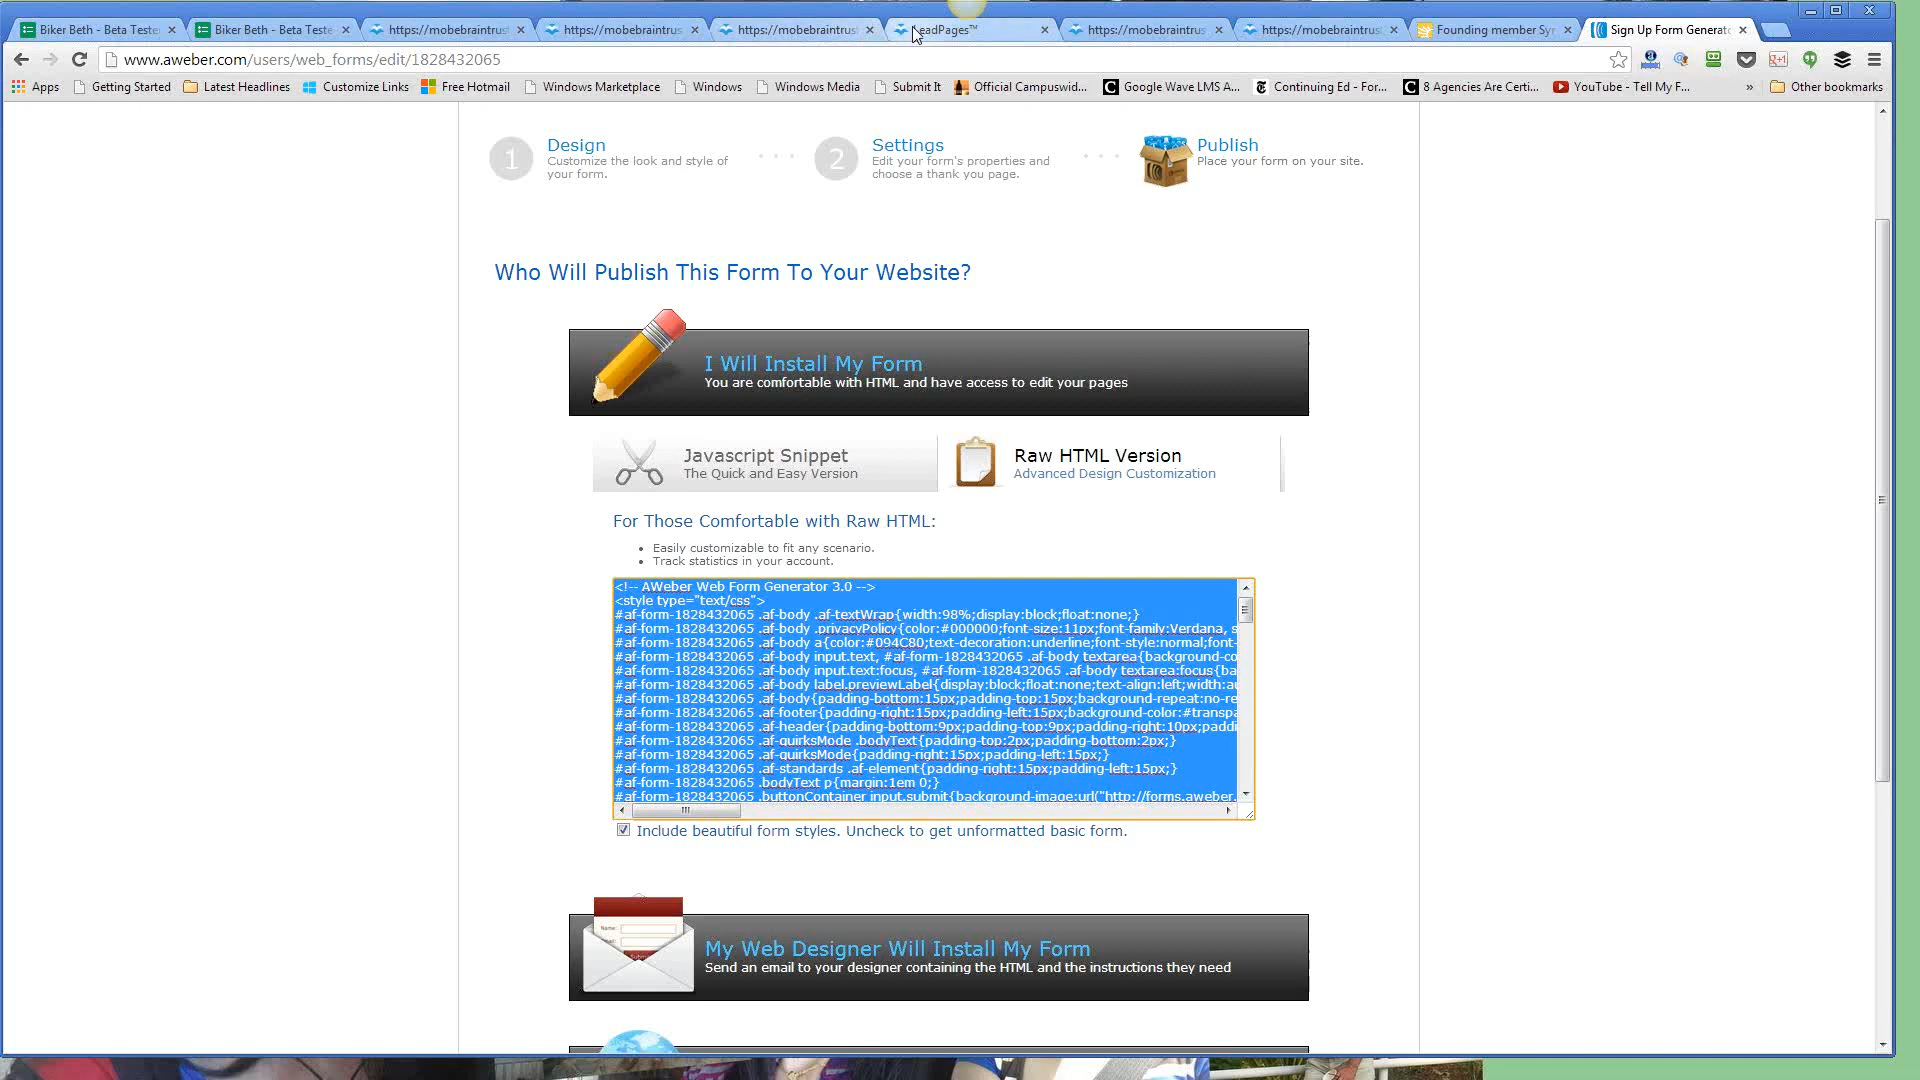 Biker Beth - Beta Teste
Biker Beth - Beta Teste
https://mobebraintrus
https://mobebraintrus
https://mobebraintrus
LeadPages™
https://mobebraintrus
https://mobebraintrus
Founding member Syn
Sign Up Form Generato
www.aweber.com/users/web_forms/edit/1828432065
Apps
Getting Started
Latest Headlines
Customize Links
Free Hotmail
Windows Marketplace
Windows
Windows Media
Submit It
Official Campuswid...
Google Wave LMS A...
Continuing Ed - For...
8 Agencies Are Certi...
YouTube - Tell My F...
»
Other bookmarks
1
Design
Customize the look and style of
your form.
2
Settings
Edit your form's properties and
choose a thank you page.
Publish
Place your form on your site.
Who Will Publish This Form To Your Website?
I Will Install My Form
You are comfortable with HTML and have access to edit your pages
Javascript Snippet
The Quick and Easy Version
Raw HTML Version
Advanced Design Customization
For Those Comfortable with Raw HTML:
• Easily customizable to fit any scenario.
• Track statistics in your account.
<!-- AWeber Web Form Generator 3.0 -->
<style type="text/css">
#af-form-1828432065 .af-body .af-textWrap{width:98%;display:block;float:none;}
#af-form-1828432065 .af-body .privacyPolicy{color:#000000;font-size:11px;font-family:Verdana, s
#af-form-1828432065 .af-body a{color:#094C80;text-decoration:underline;font-style:normal;font-
#af-form-1828432065 .af-body input.text, #af-form-1828432065 .af-body textarea{background-co
#af-form-1828432065 .af-body input.text:focus, #af-form-1828432065 .af-body textarea:focus{ba
#af-form-1828432065 .af-body label.previewLabel{display:block;float:none;text-align:left;width:au
#af-form-1828432065 .af-body{padding-bottom:15px;padding-top:15px;background-repeat:no-re
#af-form-1828432065 .af-footer{padding-right:15px;padding-left:15px;background-color:#transpa
#af-form-1828432065 .af-header{padding-bottom:9px;padding-top:9px;padding-right:10px;paddi
#af-form-1828432065 .af-quirksMode .bodyText{padding-top:2px;padding-bottom:2px;}
#af-form-1828432065 .af-quirksMode{padding-right:15px;padding-left:15px;}
#af-form-1828432065 .af-standards .af-element{padding-right:15px;padding-left:15px;}
#af-form-1828432065 .bodyText p{margin:1em 0;}
#af-form-1828432065 .buttonContainer input.submit{background-image:url("http://forms.aweber.
Include beautiful form styles. Uncheck to get unformatted basic form.
Name:
My Web Designer Will Install My Form
Send an email to your designer containing the HTML and the instructions they need